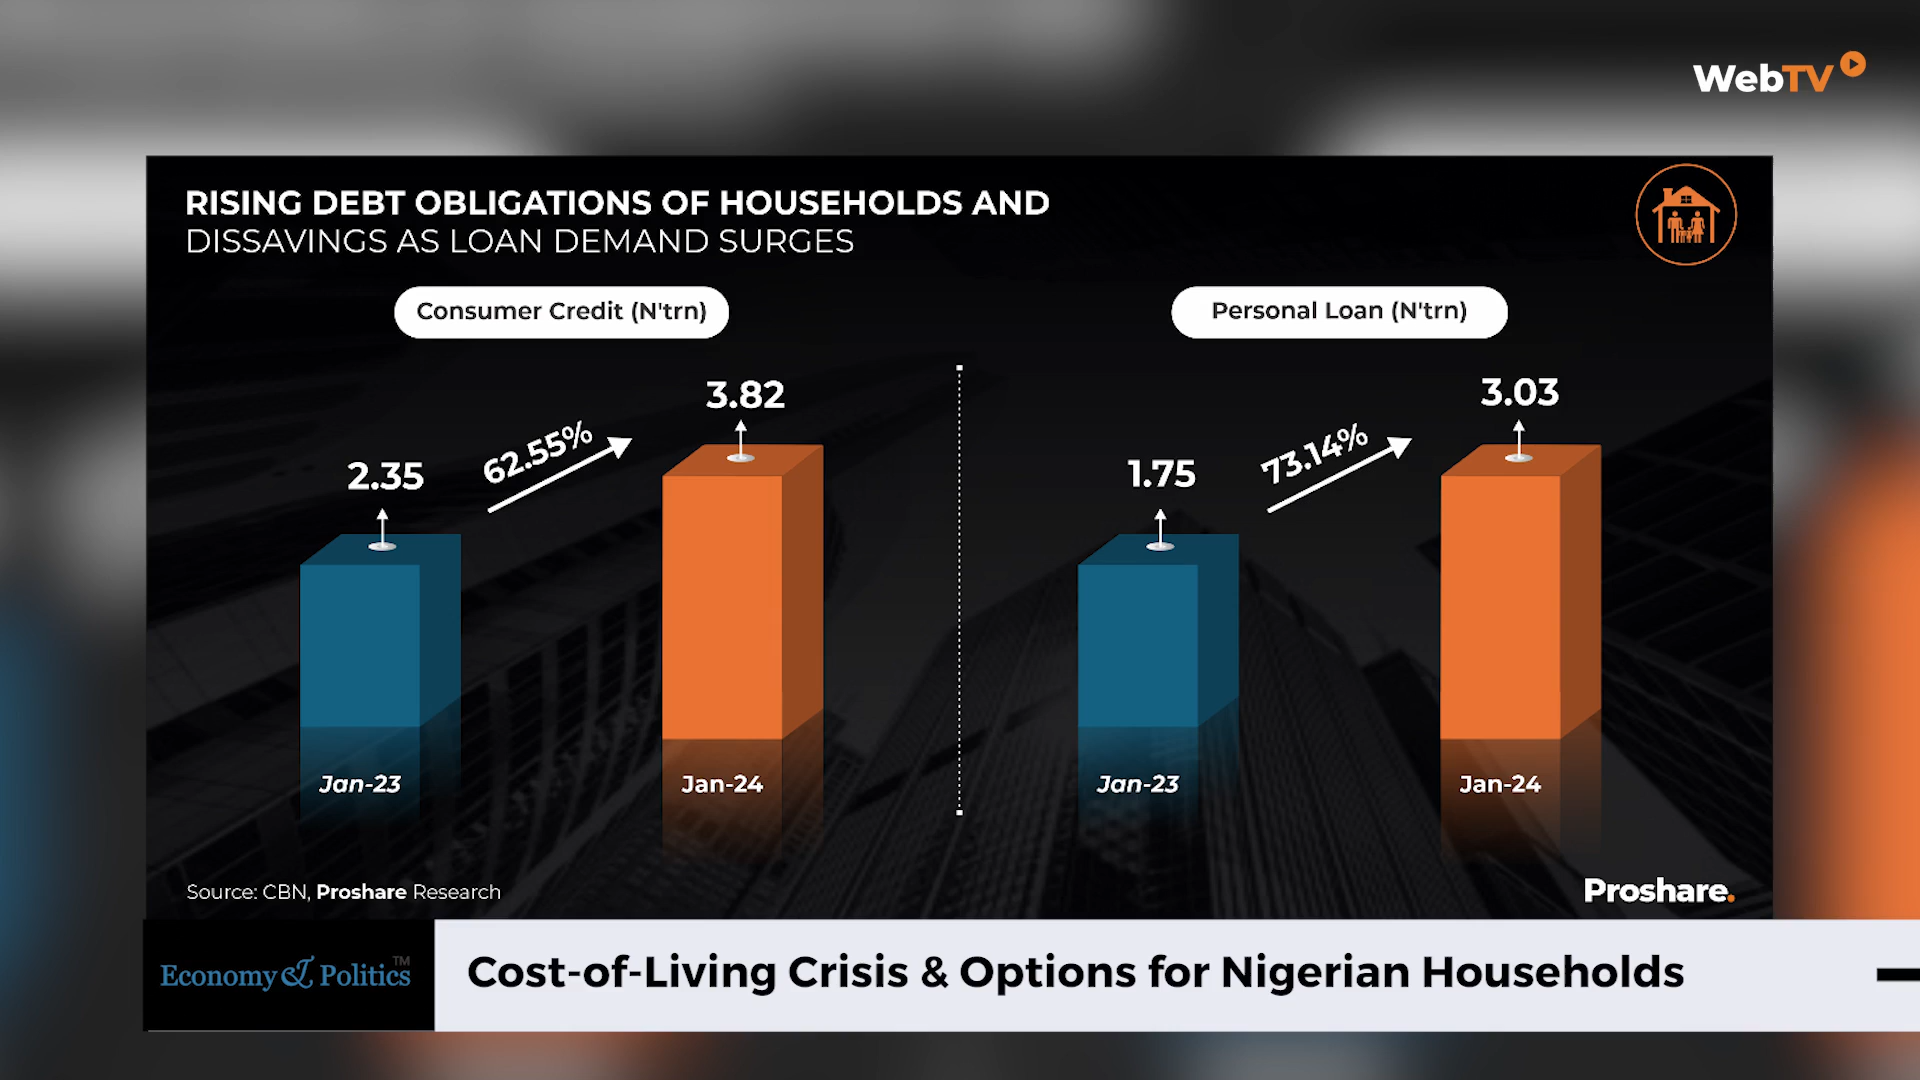 WebTV
RISING DEBT OBLIGATIONS OF HOUSEHOLDS AND
DISSAVINGS AS LOAN DEMAND SURGES
Consumer Credit (N'trn)
2.35
62.55%
3.82
Jan-23
Jan-24
Personal Loan (N'trn)
1.75
73.14%
3.03
Jan-23
Jan-24
Source: CBN, Proshare Research
Proshare.
Economy & Politics™
Cost-of-Living Crisis & Options for Nigerian Households